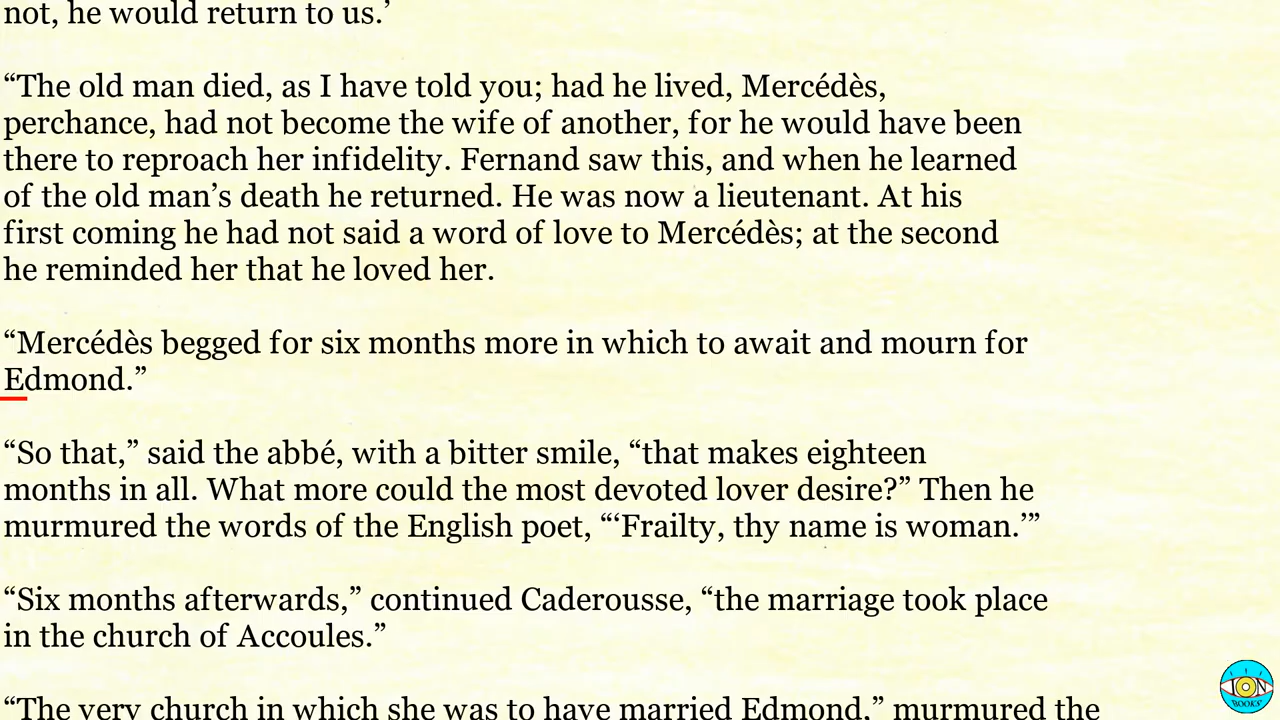 not, he would return to us.’
“The old man died, as I have told you; had he lived, Mercédès,
perchance, had not become the wife of another, for he would have been
there to reproach her infidelity. Fernand saw this, and when he learned
of the old man’s death he returned. He was now a lieutenant. At his
first coming he had not said a word of love to Mercédès; at the second
he reminded her that he loved her.
“Mercédès begged for six months more in which to await and mourn for
Edmond.”
“So that,” said the abbé, with a bitter smile, “that makes eighteen
months in all. What more could the most devoted lover desire?” Then he
murmured the words of the English poet, “‘Frailty, thy name is woman.’”
“Six months afterwards,” continued Caderousse, “the marriage took place
in the church of Accoules.”
“The very church in which she was to have married Edmond,” murmured the
ION
BOOKS